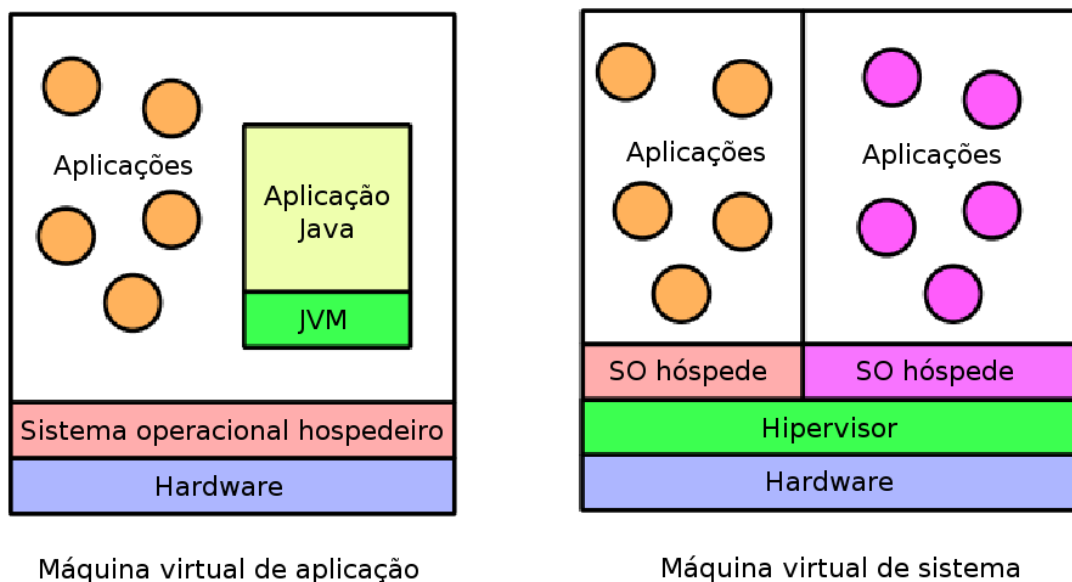 Aplicações
Aplicação
Java
JVM
Sistema operacional hospedeiro
Hardware
Máquina virtual de aplicação
Aplicações
Aplicações
SO hóspede
SO hóspede
Hipervisor
Hardware
Máquina virtual de sistema